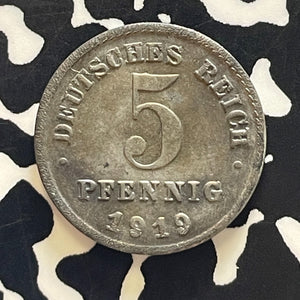 · DEUTSCHES REICH ·
5
PFENNIG
1919